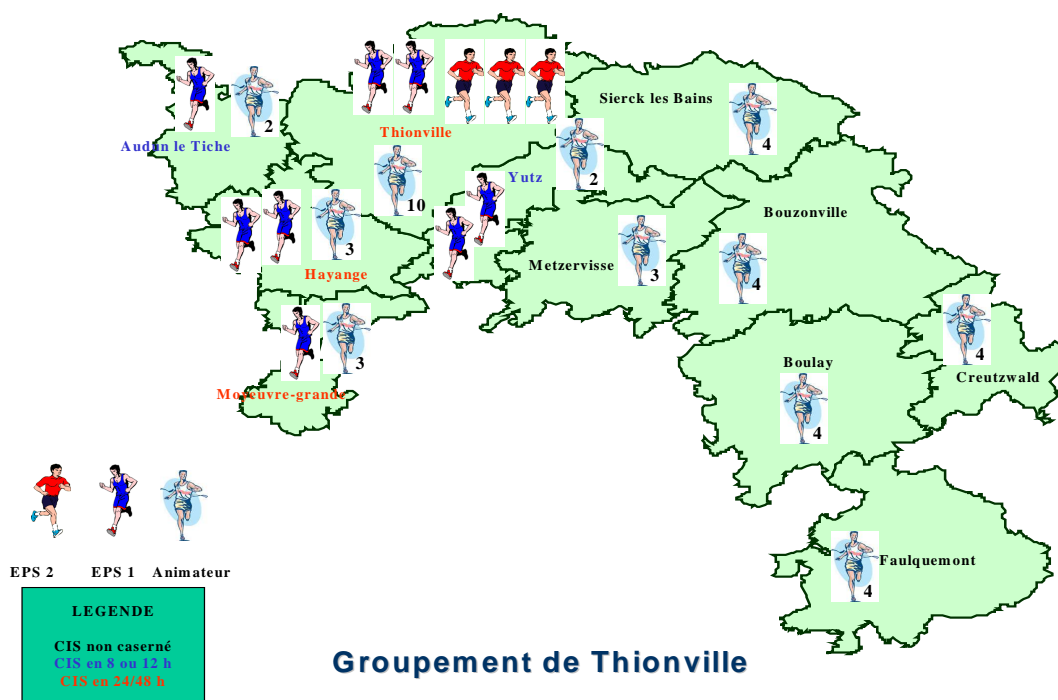 Sierck les Bains
4
2
Thionville
Audun le Tiche
10
Yutz
2
Bouzonville
3
Hayange
Metzervisse
3
4
3
4
Boulay
Creutzwald
Moyeuvre-grande
4
Faulquemont
4
EPS 2
EPS 1
Animateur
LEGENDE
CIS non caserné
CIS en 8 ou 12 h
CIS en 24/48 h
Groupement de Thionville